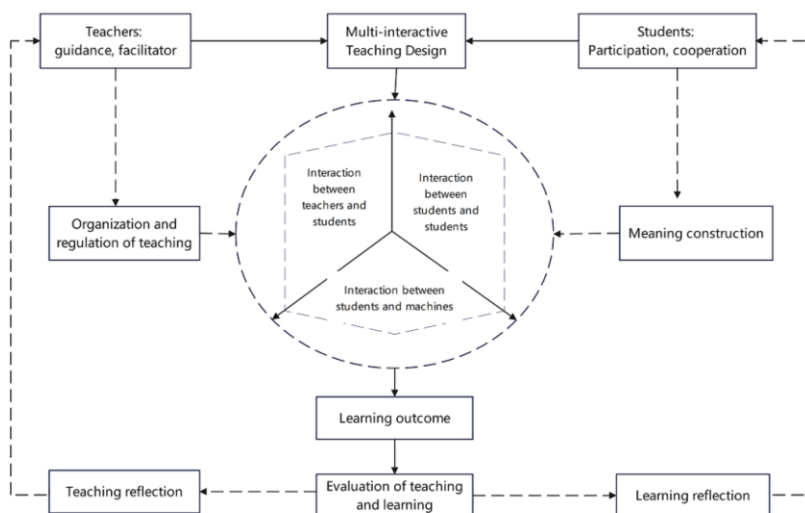 Teachers:
guidance, facilitator
Multi-interactive
Teaching Design
Students:
Participation, cooperation
Interaction
between
teachers and
students
Interaction
between
students and
students
Organization and
regulation of teaching
Meaning construction
Interaction between
students and machines
Learning outcome
Teaching reflection
Evaluation of teaching
and learning
Learning reflection